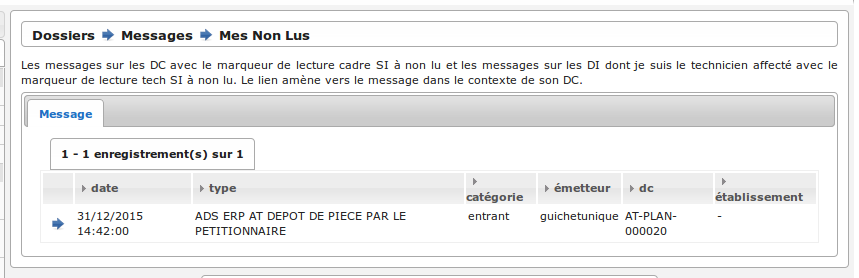 Dossiers Messages Mes Non Lus
Les messages sur les DC avec le marqueur de lecture cadre SI à non lu et les messages sur les DI dont je suis le technicien affecté avec le
marqueur de lecture tech SI à non lu. Le lien amène vers le message dans le contexte de son DC.
Message
1 - 1 enregistrement(s) sur 1
date type catégorie émetteur dc établissement
31/12/2015 ADS ERP AT DEPOT DE PIECE PAR LE entrant guichetunique AT-PLAN- -
14:42:00 PETITIONNAIRE 000020